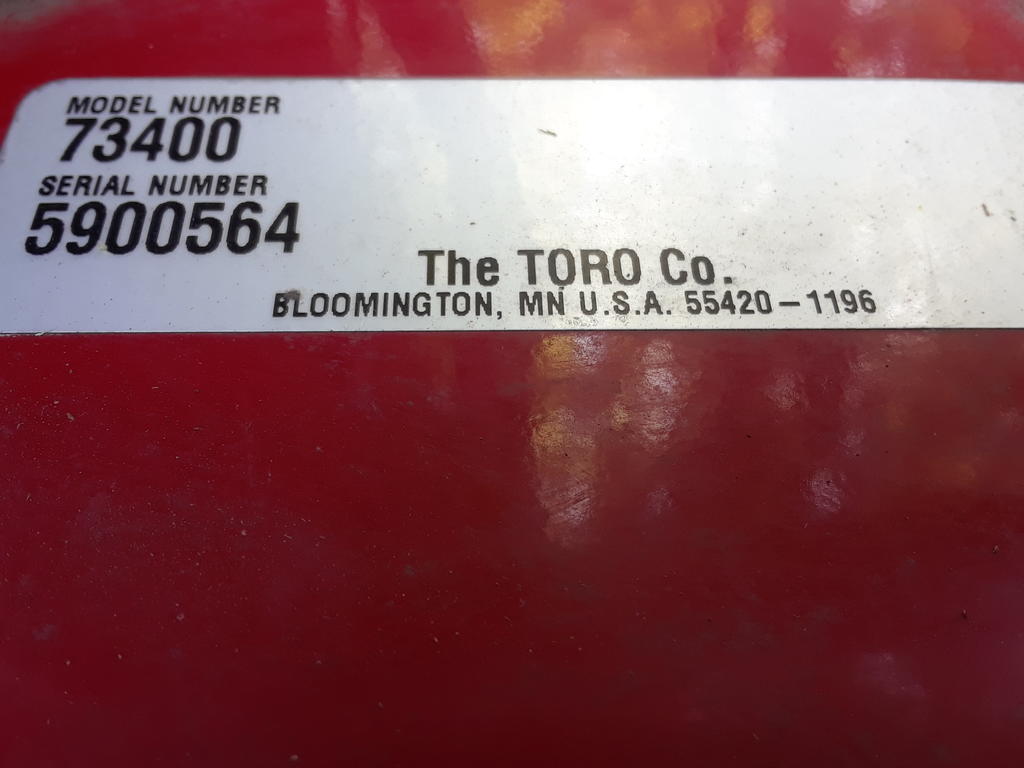 MODEL NUMBER
73400
SERIAL NUMBER
5900564
The TORO Co.
BLOOMINGTON, MN U.S.A. 55420-1196